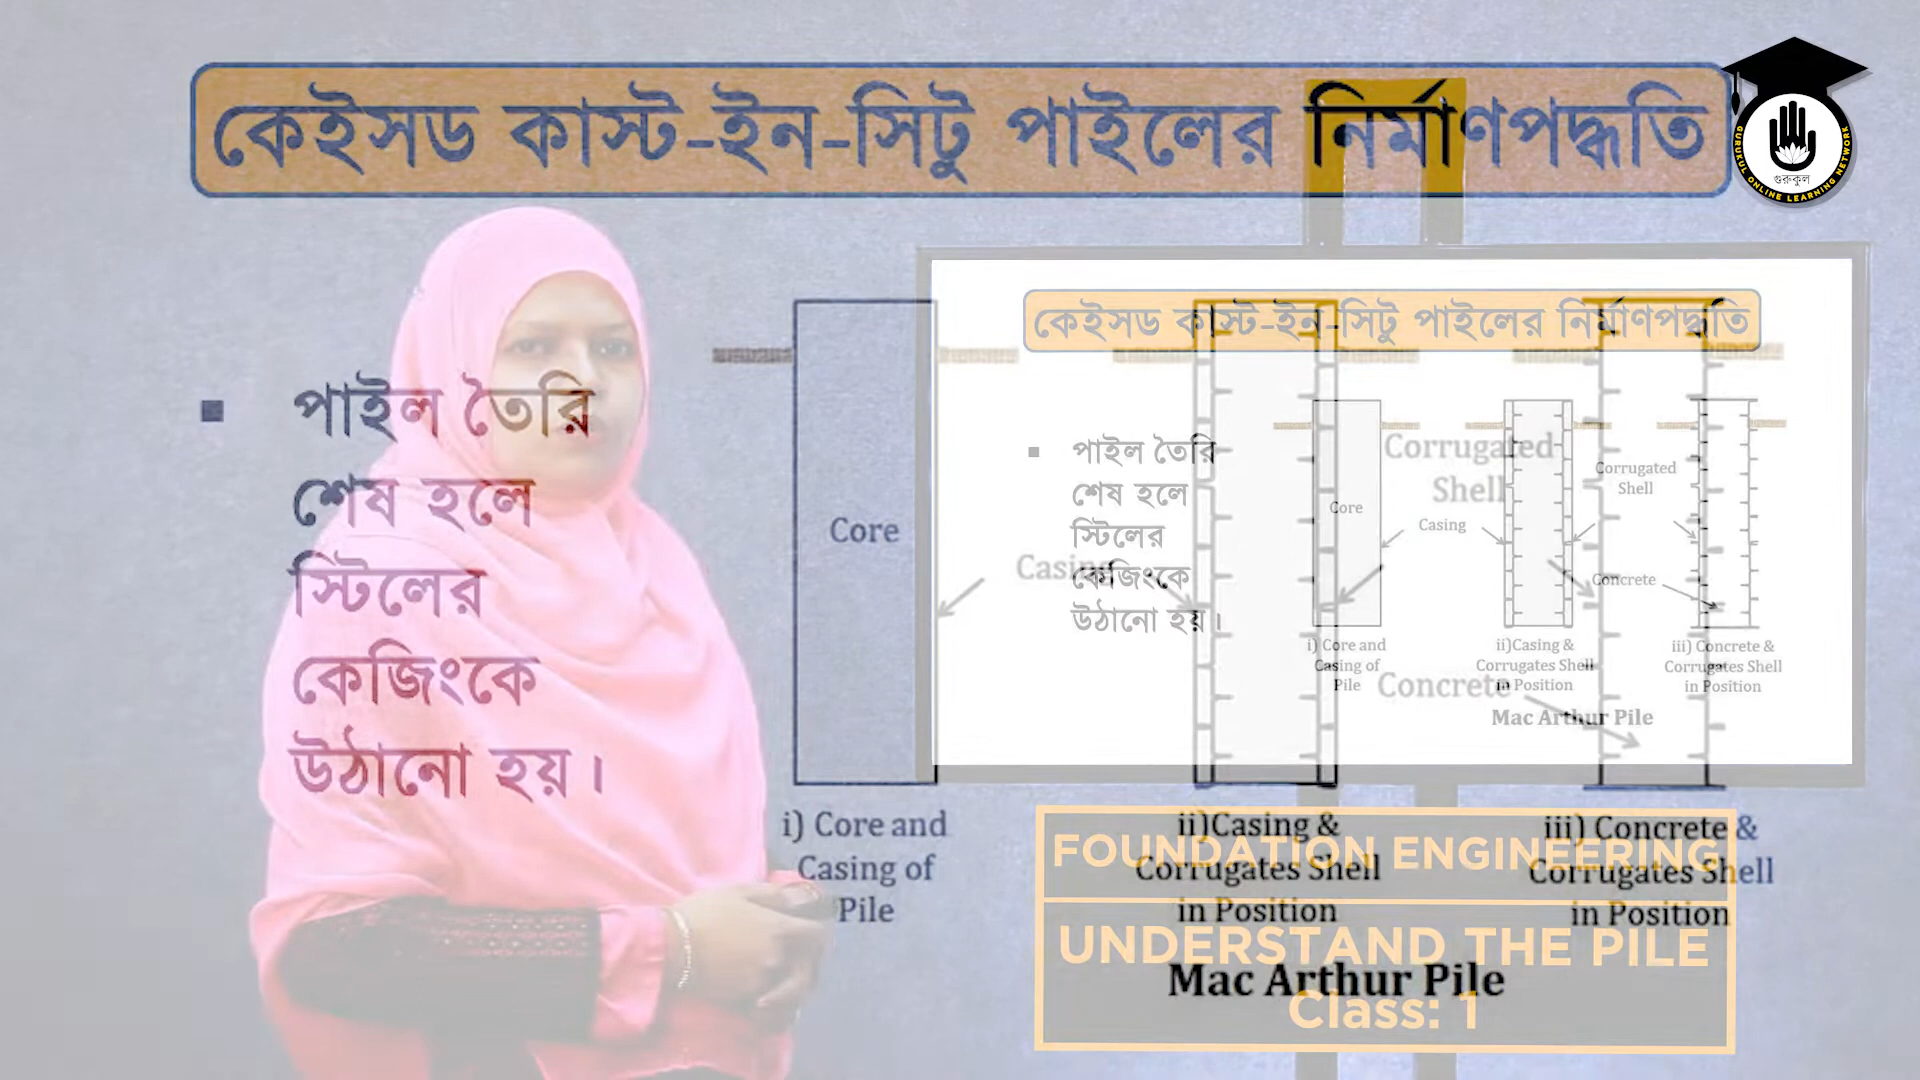 কেইসড কাস্ট-ইন-সিটু পাইলের নির্মাণপদ্ধতি
GURUKUL ONLINE LEARNING NETWORK
গুরুকুল
▪ পাইল তৈরি
শেষ হলে
স্টিলের
কেজিংকে
উঠানো হয়।
Core
Casing
Corrugated
Shell
Concrete
i) Core and
Casing of
Pile
ii)Casing &
Corrugates Shell
in Position
iii) Concrete &
Corrugates Shell
in Position
Mac Arthur Pile
কেইসড কাস্ট-ইন-সিটু পাইলের নির্মাণপদ্ধতি
▪ পাইল তৈরি
শেষ হলে
স্টিলের
কেজিংকে
উঠানো হয়।
Core
Casing
Corrugated
Shell
Concrete
i) Core and
Casing of
Pile
ii)Casing &
Corrugates Shell
in Position
iii) Concrete &
Corrugates Shell
in Position
Mac Arthur Pile
FOUNDATION ENGINEERING
UNDERSTAND THE PILE
Class: 1